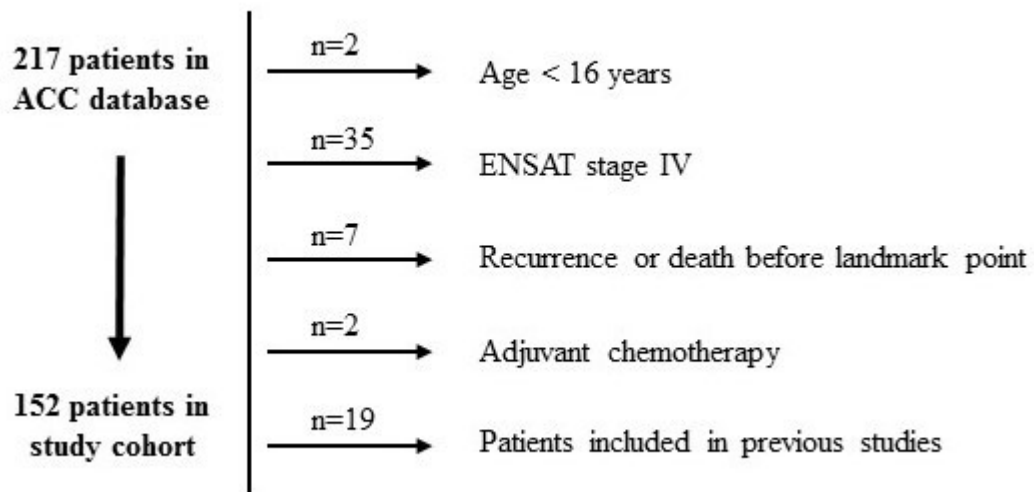 217 patients in
ACC database
152 patients in
study cohort
n=2
Age < 16 years
n=35
ENSAT stage IV
n=7
Recurrence or death before landmark point
n=2
Adjuvant chemotherapy
n=19
Patients included in previous studies